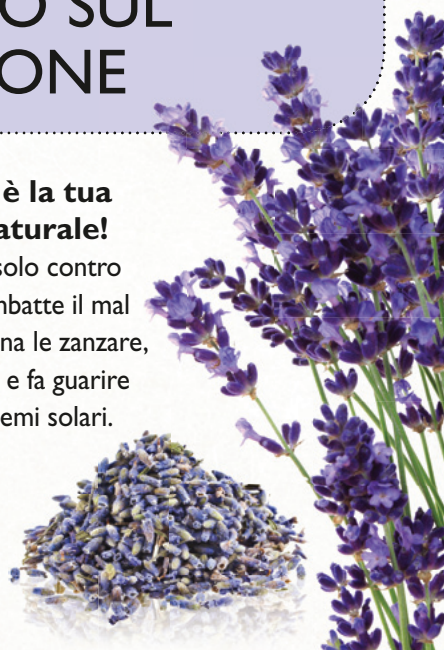 O SUL
ONE
è la tua
aturale!
solo contro
nbatte il mal
na le zanzare,
e fa guarire
emi solari.